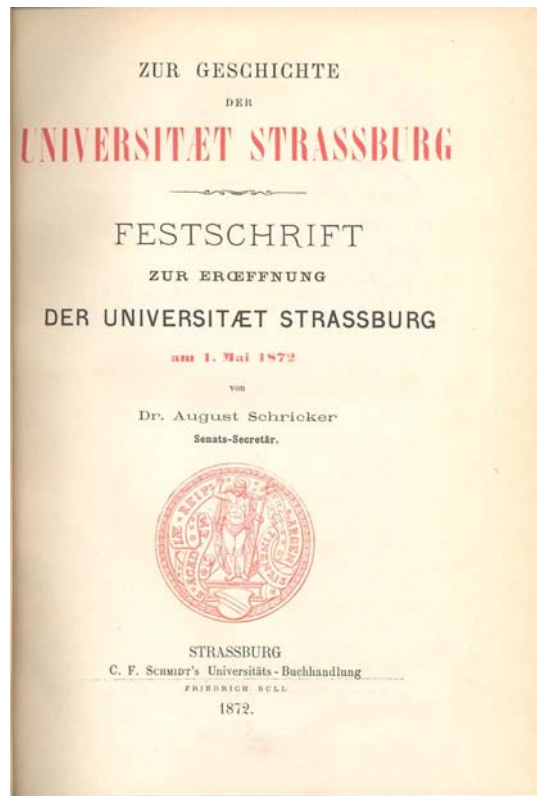 ZUR GESCHICHTE
DER
UNIVERSITÆT STRASSBURG
FESTSCHRIFT
ZUR ERŒFFNUNG
DER UNIVERSITÆT STRASSBURG
am 1. Mai 1872
von
Dr. August Schricker
Senats-Secretär.
STRASSBURG
C. F. SCHMIDT's Universitäts-Buchhandlung
FRIEDRICH BULL
1872.